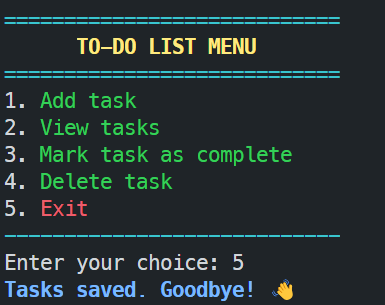 ============================
TO-DO LIST MENU
============================
1. Add task
2. View tasks
3. Mark task as complete
4. Delete task
5. Exit
----------------------------
Enter your choice: 5
Tasks saved. Goodbye! 👋